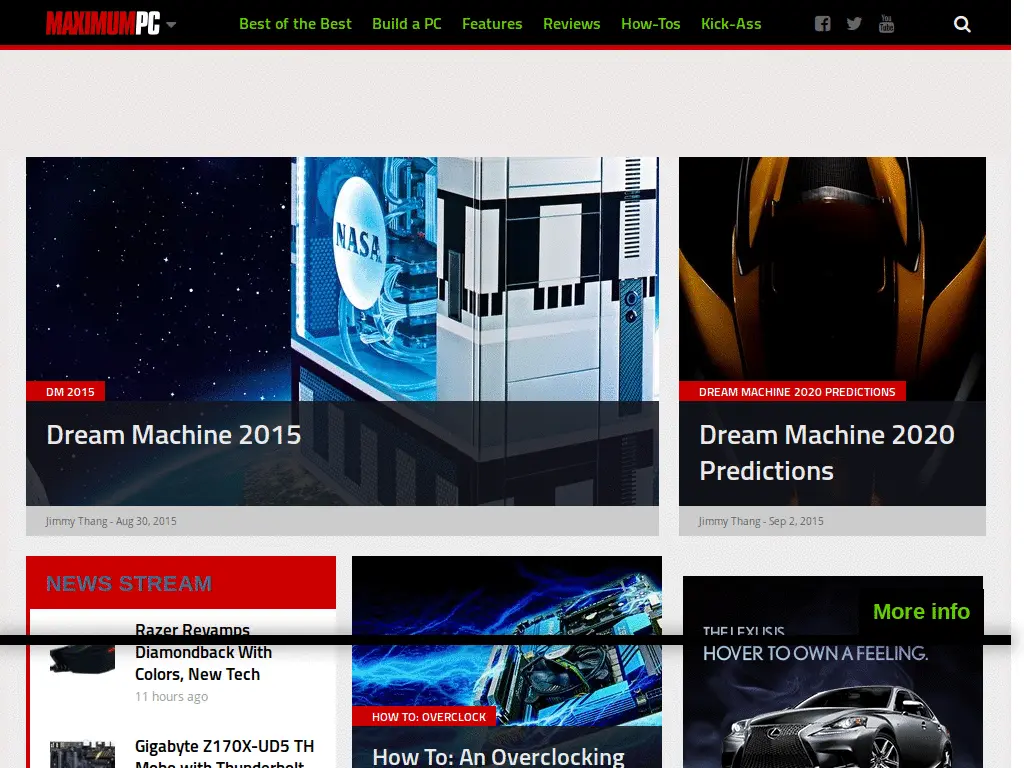 MAXIMUMPC
Best of the Best
Build a PC
Features
Reviews
How-Tos
Kick-Ass
You Tube
NASA
DM 2015
Dream Machine 2015
Jimmy Thang - Aug 30, 2015
DREAM MACHINE 2020 PREDICTIONS
Dream Machine 2020
Predictions
Jimmy Thang - Sep 2, 2015
NEWS STREAM
Razer Revamps
Diamondback With
Colors, New Tech
11 hours ago
Gigabyte Z170X-UD5 TH
Mobo with Thunderbolt
HOW TO: OVERCLOCK
How To: An Overclocking
More info
THE LEXUS IS.
HOVER TO OWN A FEELING.